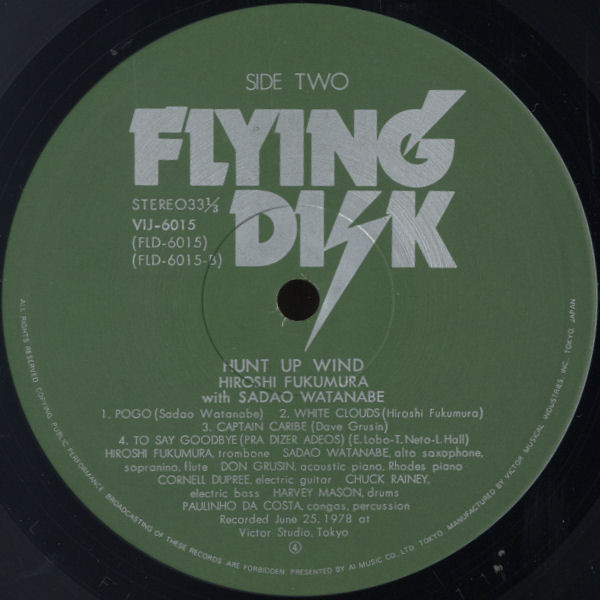 SIDE TWO
FLYING
DISK
STEREO33⅓
VIJ-6015
(FLD-6015)
(FLD-6015-B)
HUNT UP WIND
HIROSHI FUKUMURA
with SADAO WATANABE
1. POGO (Sadao Watanabe) 2. WHITE CLOUDS (Hiroshi Fukumura)
3. CAPTAIN CARIBE (Dave Grusin)
4. TO SAY GOODBYE (PRA DIZER ADEOS) (E.Lobo-T.Neto-L.Hall)
HIROSHI FUKUMURA, trombone SADAO WATANABE, alto saxophone,
sopranino, flute DON GRUSIN, acoustic piano, Rhodes piano
CORNELL DUPREE, electric guitar CHUCK RAINEY,
electric bass HARVEY MASON, drums
PAULINHO DA COSTA, congas, percussion
Recorded June 25, 1978 at
Victor Studio, Tokyo
④
ALL RIGHTS RESERVED. COPYING, PUBLIC PERFORMANCE, BROADCASTING OF THESE RECORDS ARE FORBIDDEN. PRESENTED BY AI MUSIC CO., LTD. TOKYO. MANUFACTURED BY VICTOR MUSICAL INDUSTRIES, INC. TOKYO, JAPAN